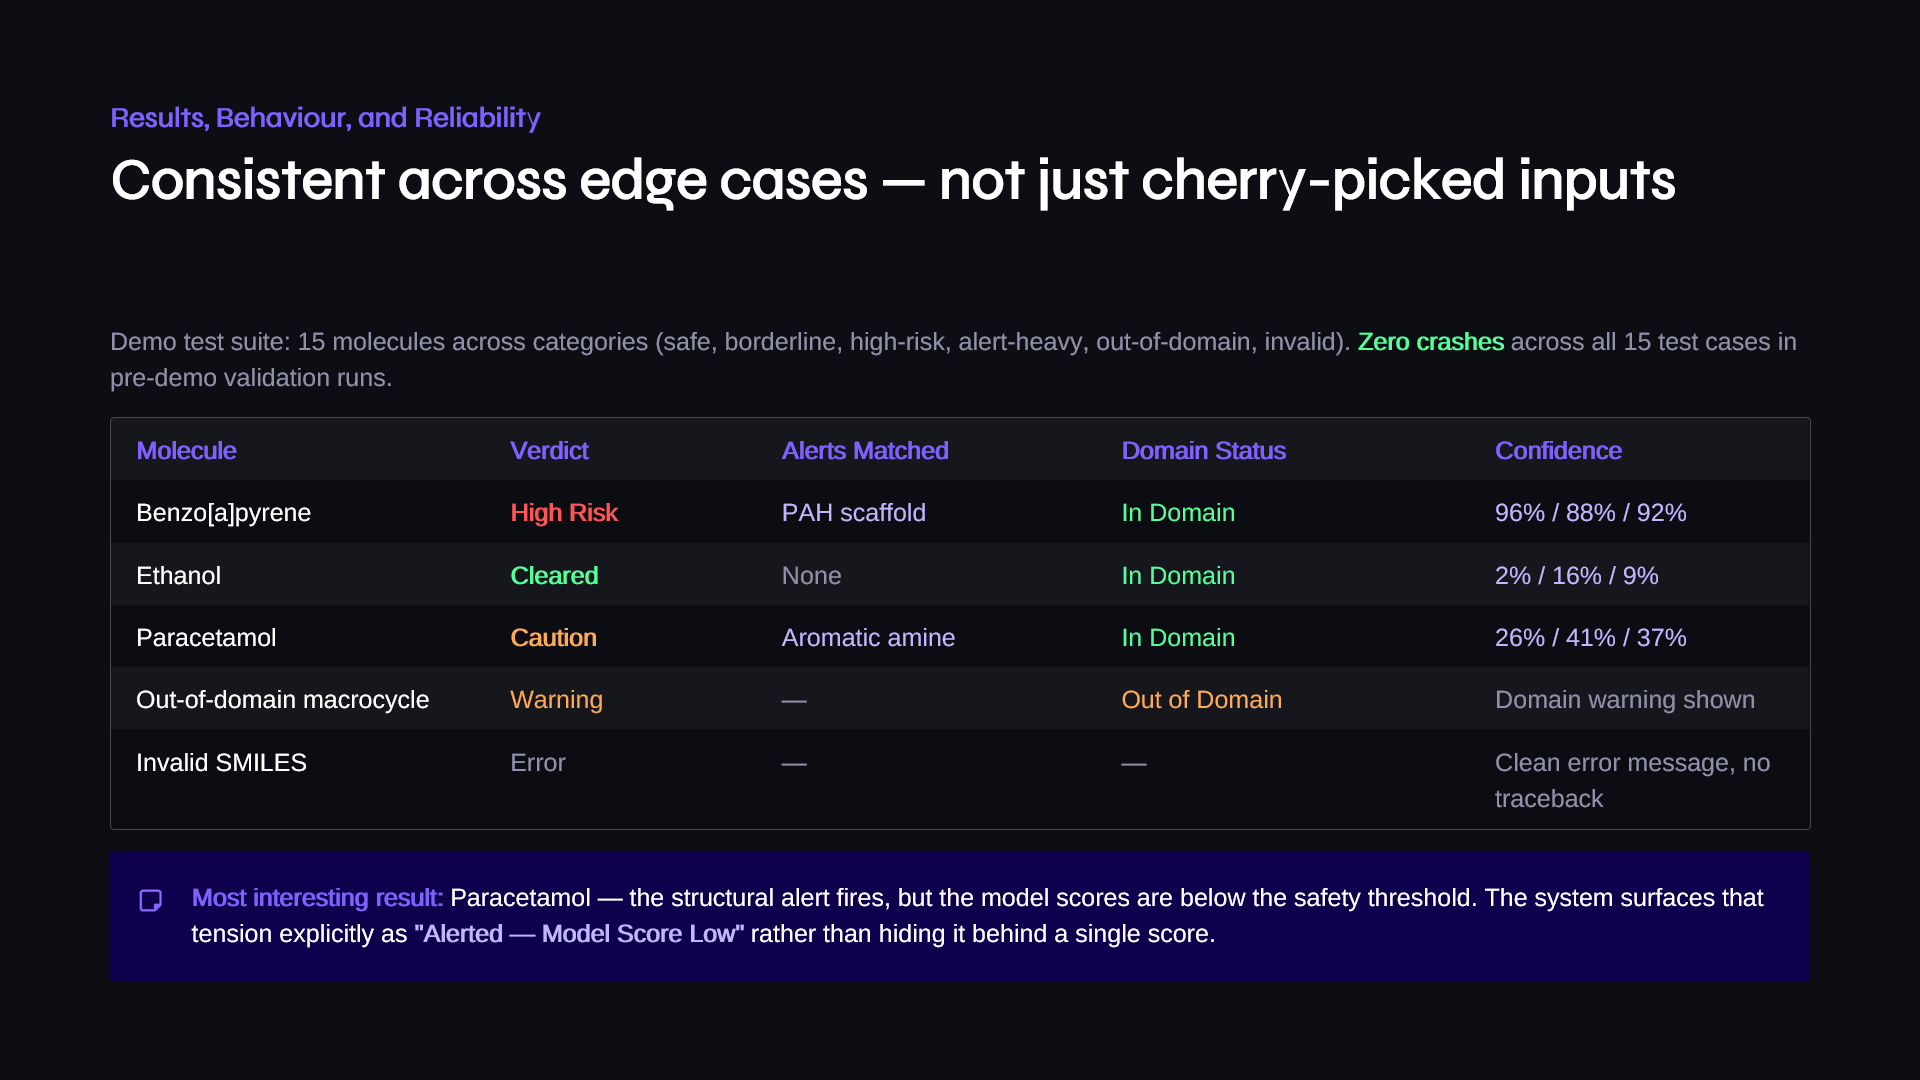 Results, Behaviour, and Reliability
Consistent across edge cases — not just cherry-picked inputs
Demo test suite: 15 molecules across categories (safe, borderline, high-risk, alert-heavy, out-of-domain, invalid). Zero crashes across all 15 test cases in
pre-demo validation runs.
Molecule Verdict Alerts Matched Domain Status Confidence
Benzo[a]pyrene High Risk PAH scaffold In Domain 96% / 88% / 92%
Ethanol Cleared None In Domain 2% / 16% / 9%
Paracetamol Caution Aromatic amine In Domain 26% / 41% / 37%
Out-of-domain macrocycle Warning — Out of Domain Domain warning shown
Invalid SMILES Error — — Clean error message, no
traceback
Most interesting result: Paracetamol — the structural alert fires, but the model scores are below the safety threshold. The system surfaces that
tension explicitly as "Alerted — Model Score Low" rather than hiding it behind a single score.